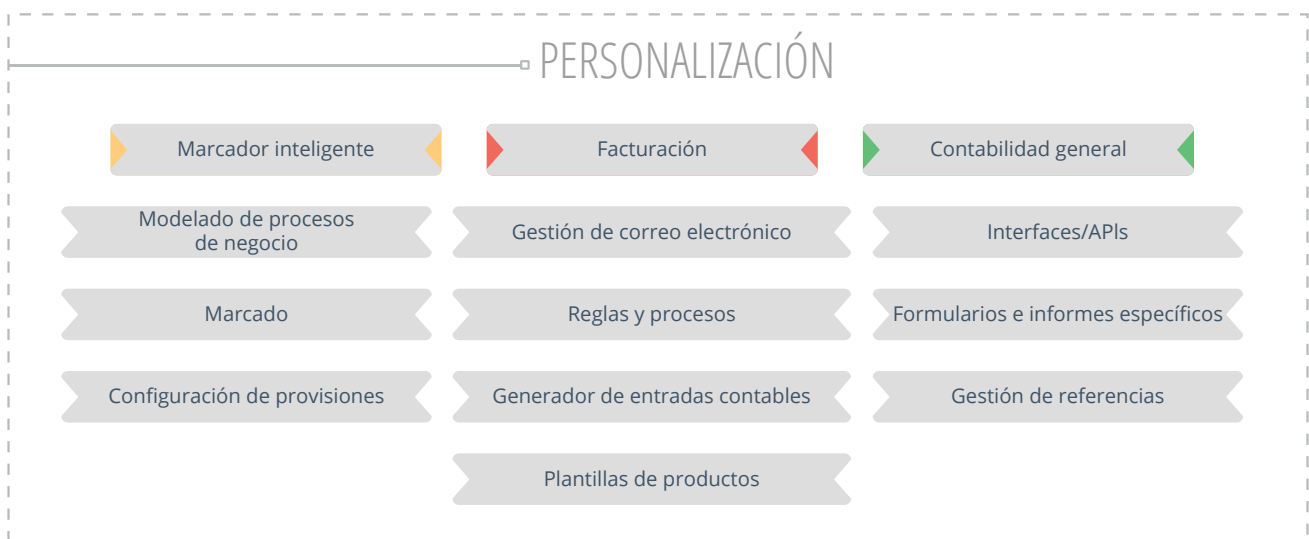 PERSONALIZACIÓN
Marcador inteligente
Facturación
Contabilidad general
Modelado de procesos
de negocio
Gestión de correo electrónico
Interfaces/APIs
Marcado
Reglas y procesos
Formularios e informes específicos
Configuración de provisiones
Generador de entradas contables
Gestión de referencias
Plantillas de productos